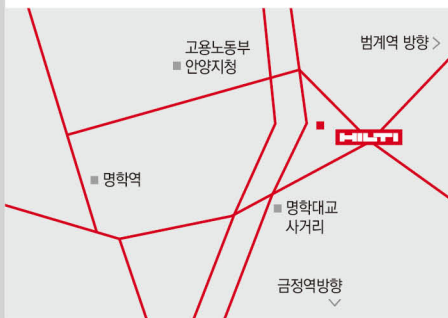 고용노동부
안양지청
범계역 방향 >
HILTI
명학역
명학대교
사거리
금정역방향